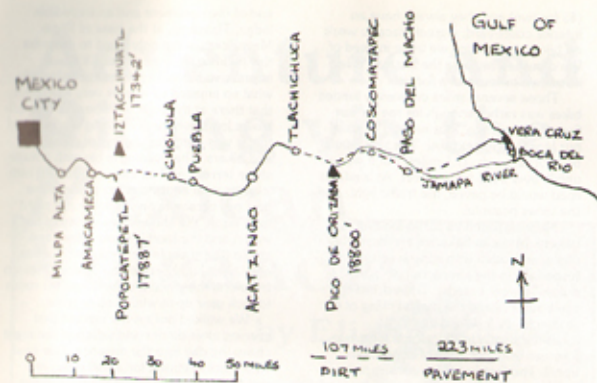 GULF OF
MEXICO
MEXICO
CITY
IZTACCIHUATL
17342'
MILPA ALTA
AMACAMECA
POPOCATEPETL
17887'
CHOLULA
PUEBLA
ACATZINGO
TLACHICHUCA
PICO DE ORIZABA
18800'
COSCOMATAPEC
PASO DEL MACHO
JAMAPA RIVER
VERA CRUZ
BOCA DEL
RIO
N
0 10 20 30 40 50 MILES
107 MILES
DIRT
223 MILES
PAVEMENT